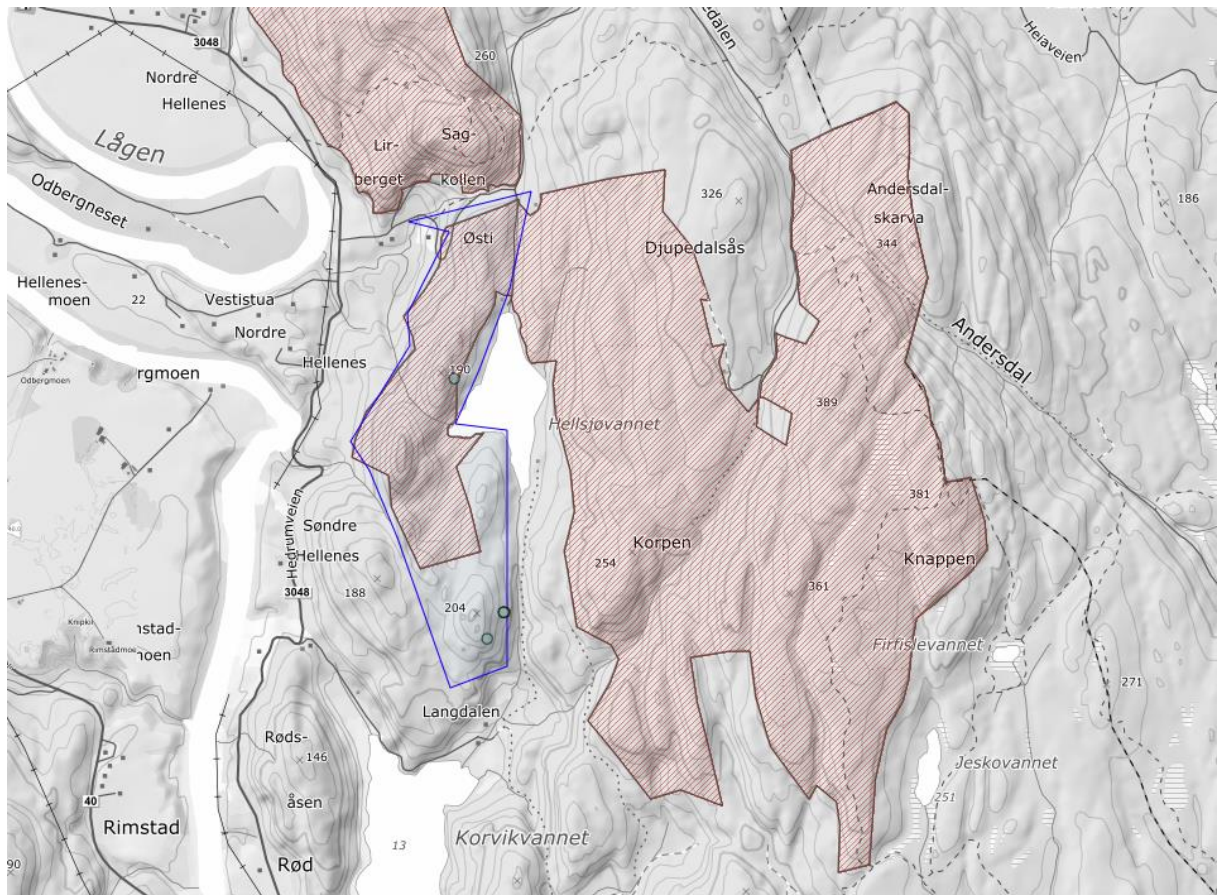 3048
260
Heiaveien
edalen
Nordre
Hellenes
Sag-
Lir-
Lågen
berget
kollen
Andersdal-
skarva
Odbergneset
326
186
Østi
344
Djupedalsås
Hellenes-
moen
22
Vestistua
Nordre
Andersdal
Hellenes
190
Odbergmoen
rgmoen
389
Hellsjøvannet
381
Hedrumveien
Søndre
Hellenes
Korpen
254
Knappen
3048
188
361
204
Knipkil
Rimstadmoe
nstad-
moen
Firfislevannet
271
Langdalen
Røds-
146
Jeskovannet
251
åsen
40
Rimstad
13
Korvikvannet
Rød
90